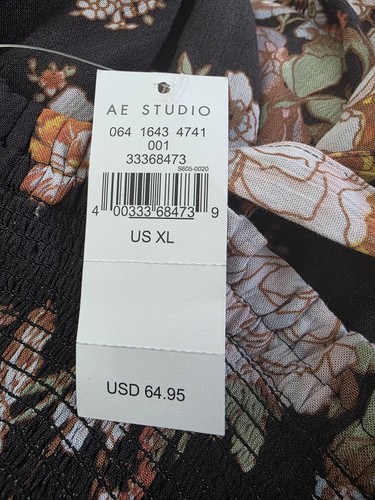 AE STUDIO
064 1643 4741
001
33368473
S605-0020
4 00333 68473 9
US XL
USD 64.95